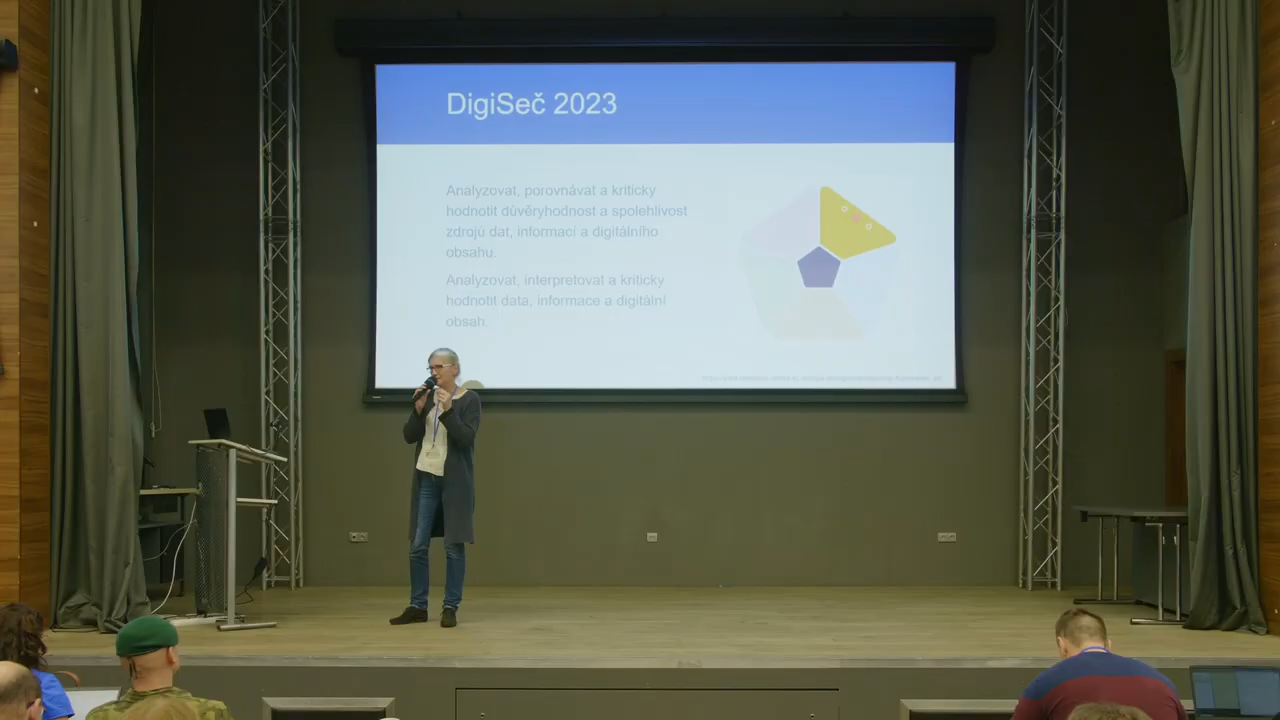 DigiSeč 2023
Analyzovat, porovnávat a kriticky
hodnotit důvěryhodnost a spolehlivost
zdrojů dat, informací a digitálního
obsahu.
Analyzovat, interpretovat a kriticky
hodnotit data, informace a digitální
obsah.